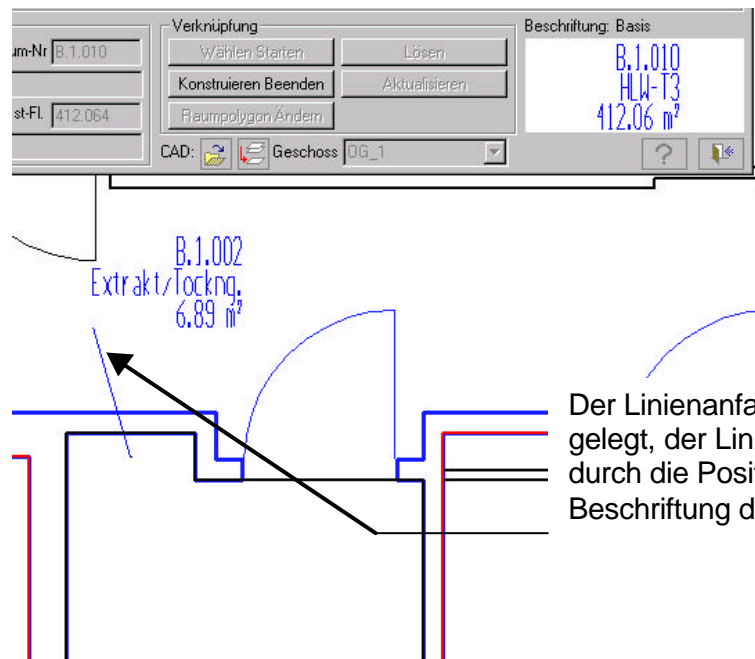 Verknüpfung
Beschriftung: Basis
um-Nr B.1.010
Wählen Starten Lösen
Konstruieren Beenden Aktualisieren
st-Fl. 412.064
Raumpolygon Ändern
CAD: Geschoss OG_1
?
B.1.010
HLW-T3
412.06 m²
B.1.002
Extrakt/Tockng.
6.89 m²
Der Linienanfa
gelegt, der Lin
durch die Posi
Beschriftung d